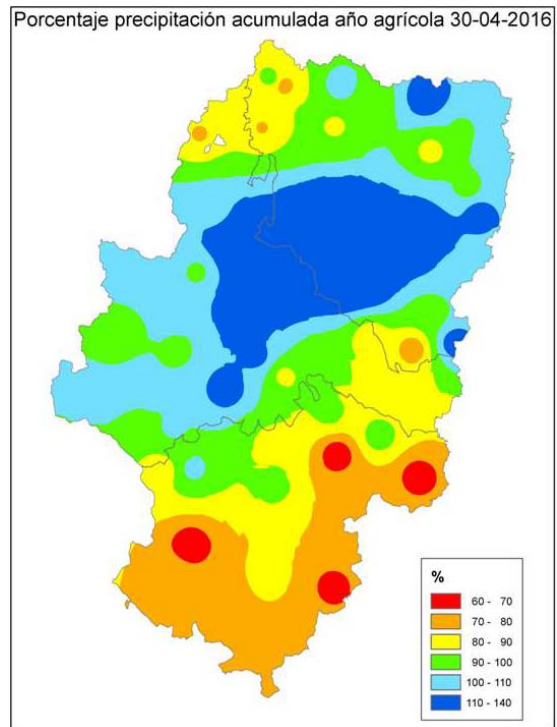 Porcentaje precipitación acumulada año agrícola 30-04-2016
%
60 - 70
70 - 80
80 - 90
90 - 100
100 - 110
110 - 140